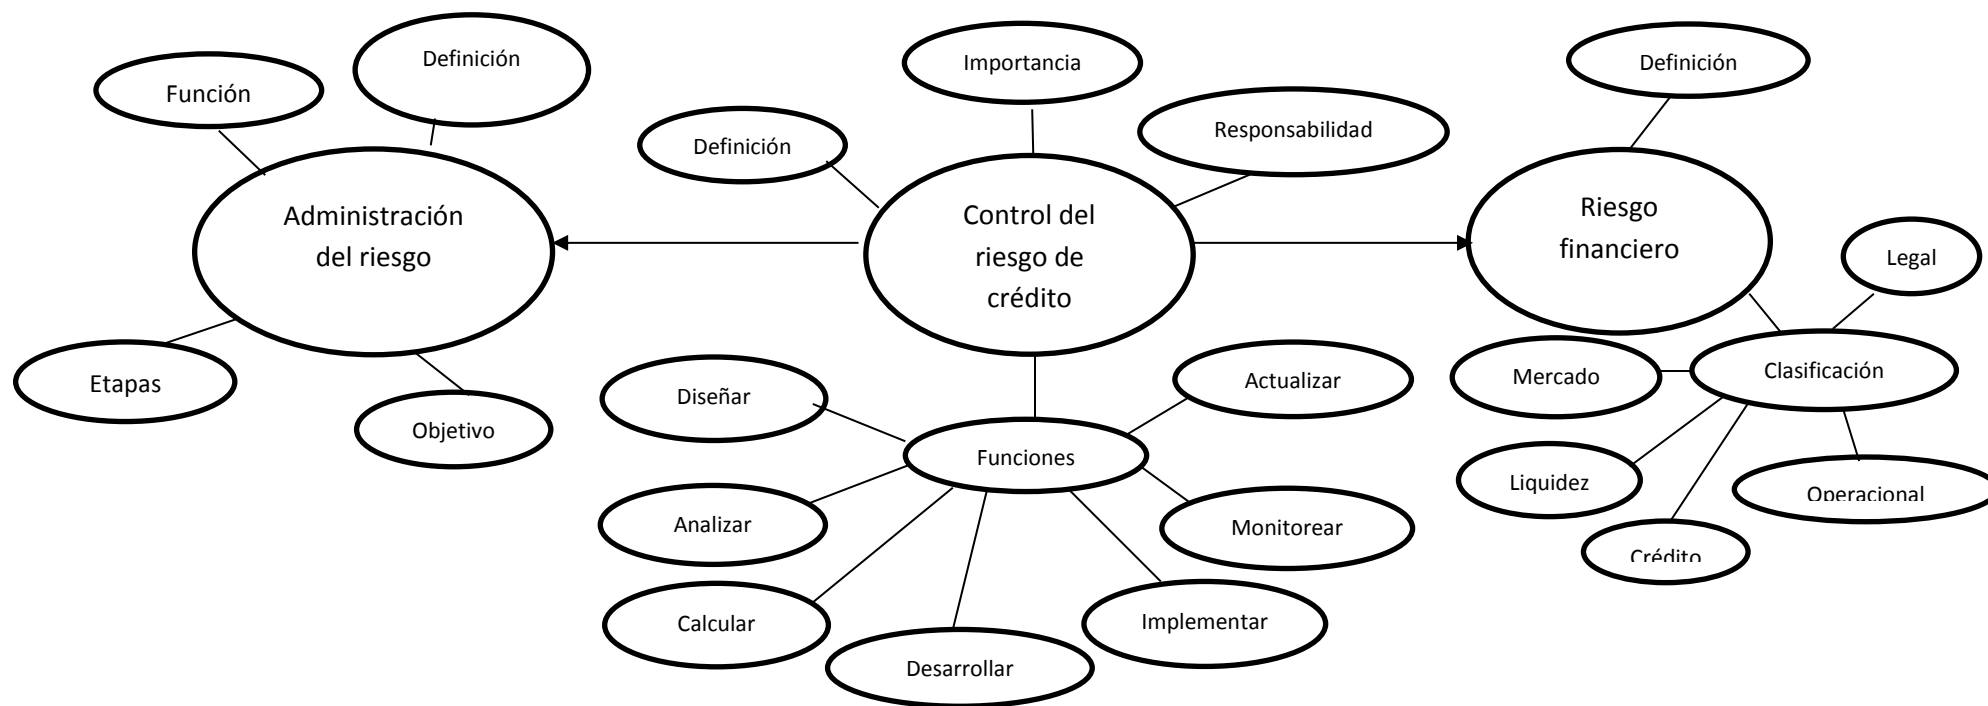 Función
Definición
Administración
del riesgo
Etapas
Objetivo
Definición
Importancia
Responsabilidad
Control del
riesgo de
crédito
Funciones
Diseñar
Analizar
Calcular
Desarrollar
Implementar
Monitorear
Actualizar
Definición
Riesgo
financiero
Legal
Clasificación
Mercado
Liquidez
Crédito
Operacional